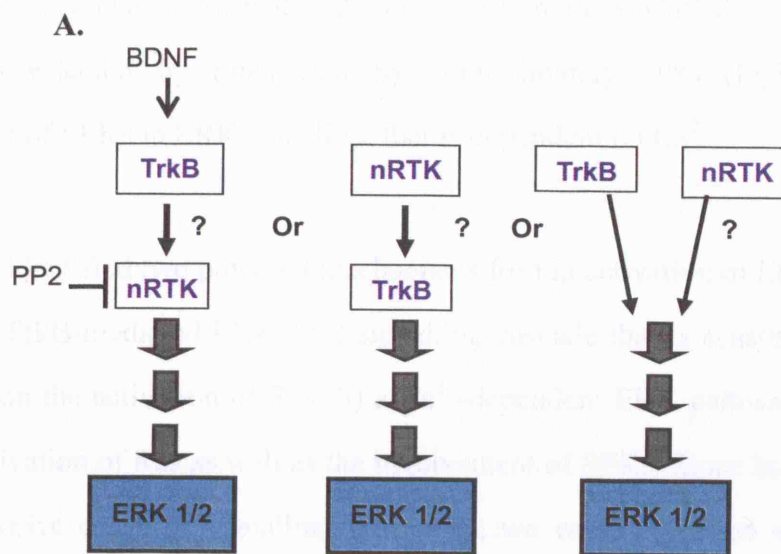 A.
BDNF
TrkB nRTK TrkB nRTK
? Or ? Or ?
PP2 nRTK TrkB
ERK 1/2 ERK 1/2 ERK 1/2